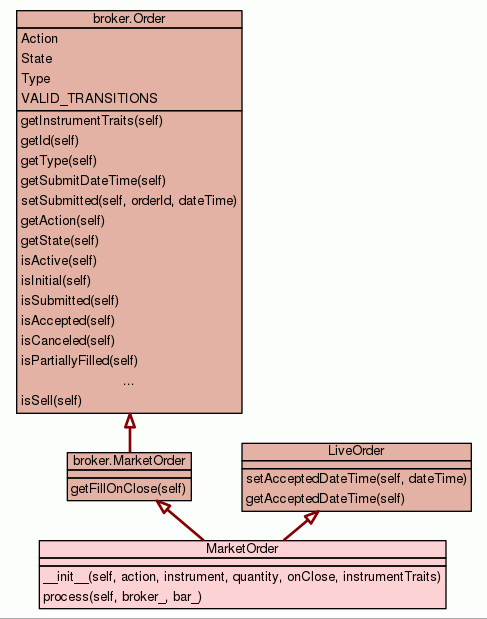 broker.Order
Action
State
Type
VALID_TRANSITIONS
getInstrumentTraits(self)
getId(self)
getType(self)
getSubmitDateTime(self)
setSubmitted(self, orderId, dateTime)
getAction(self)
getState(self)
isActive(self)
isInitial(self)
isSubmitted(self)
isAccepted(self)
isCanceled(self)
isPartiallyFilled(self)
...
isSell(self)
broker.MarketOrder
getFillOnClose(self)
LiveOrder
setAcceptedDateTime(self, dateTime)
getAcceptedDateTime(self)
MarketOrder
__init__(self, action, instrument, quantity, onClose, instrumentTraits)
process(self, broker_, bar_)